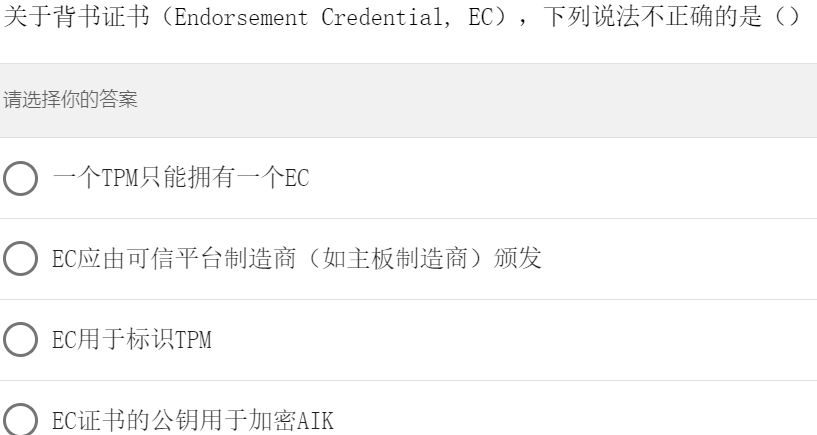 关于背书证书（Endorsement Credential, EC），下列说法不正确的是（）
请选择你的答案
一个TPM只能拥有一个EC
EC应由可信平台制造商（如主板制造商）颁发
EC用于标识TPM
EC证书的公钥用于加密AIK